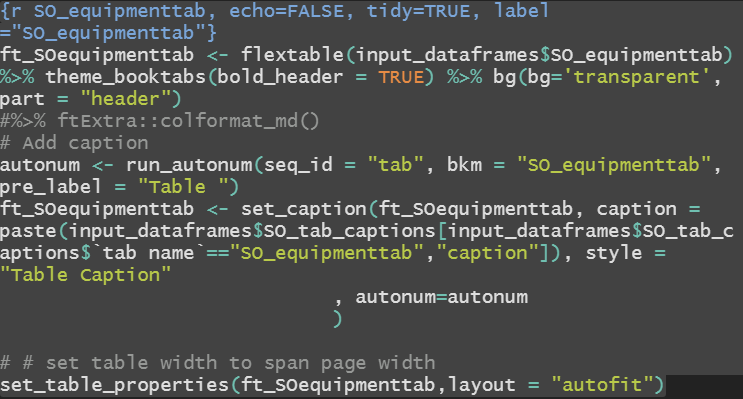 {r SO_equipmenttab, echo=FALSE, tidy=TRUE, label
="SO_equipmenttab"}
ft_SOequipmenttab <- flextable(input_dataframes$SO_equipmenttab)
%>% theme_booktabs(bold_header = TRUE) %>% bg(bg='transparent',
part = "header")
#%>% ftExtra::colformat_md()
# Add caption
autonum <- run_autonum(seq_id = "tab", bkm = "SO_equipmenttab",
pre_label = "Table ")
ft_SOequipmenttab <- set_caption(ft_SOequipmenttab, caption =
paste(input_dataframes$SO_tab_captions[input_dataframes$SO_tab_c
aptions$`tab name`=="SO_equipmenttab","caption"]), style =
"Table Caption"
, autonum=autonum
)
# # set table width to span page width
set_table_properties(ft_SOequipmenttab,layout = "autofit")